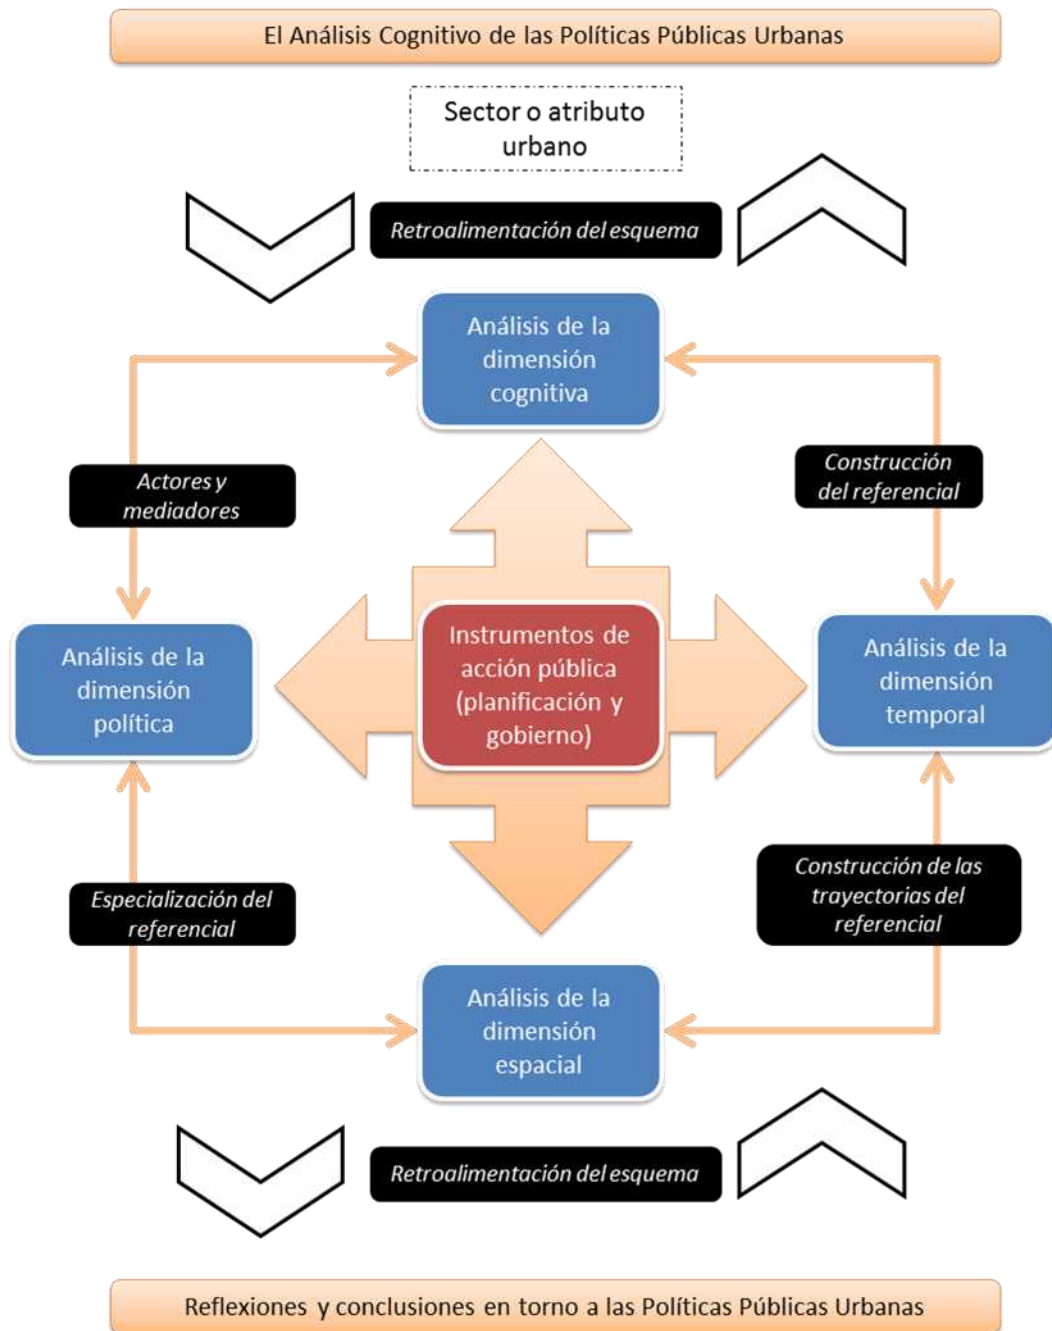 El Análisis Cognitivo de las Políticas Públicas Urbanas
Sector o atributo
urbano
Retroalimentación del esquema
Análisis de la
dimensión
cognitiva
Actores y
mediadores
Construcción
del referencial
Análisis de la
dimensión
política
Instrumentos de
acción pública
(planificación y
gobierno)
Análisis de la
dimensión
temporal
Especialización del
referencial
Construcción de las
trayectorias del
referencial
Análisis de la
dimensión
espacial
Retroalimentación del esquema
Reflexiones y conclusiones en torno a las Políticas Públicas Urbanas